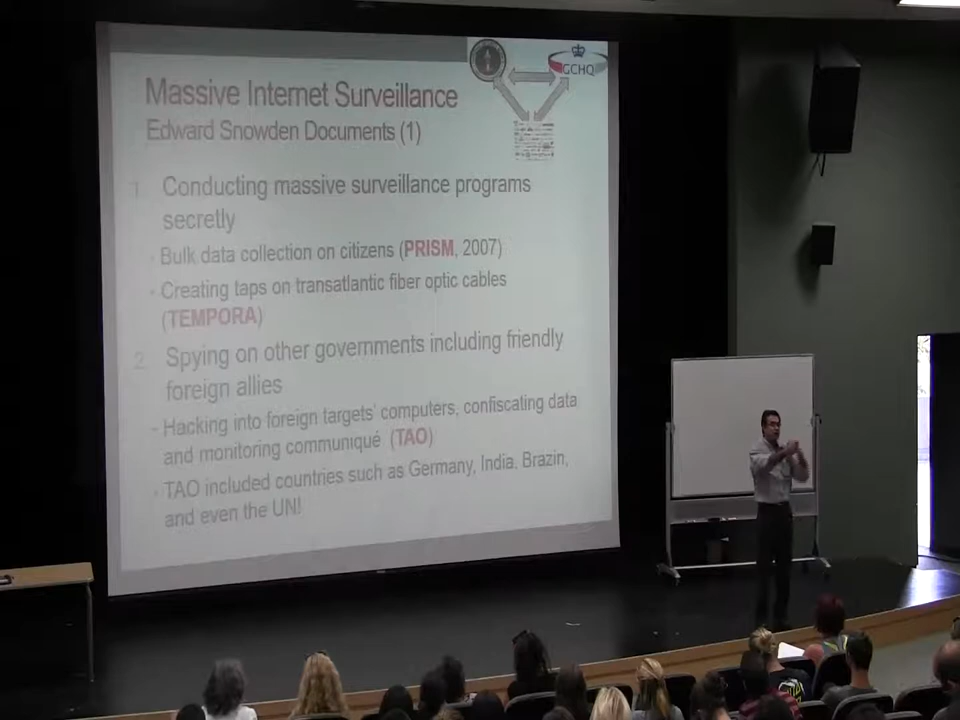 GCHQ
Massive Internet Surveillance
Edward Snowden Documents (1)
1. Conducting massive surveillance programs
secretly
- Bulk data collection on citizens (PRISM, 2007)
- Creating taps on transatlantic fiber optic cables
(TEMPORA)
2. Spying on other governments including friendly
foreign allies
- Hacking into foreign targets' computers, confiscating data
and monitoring communiqué (TAO)
- TAO included countries such as Germany, India, Brazin,
and even the UN!